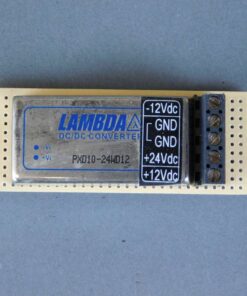 LAMBDA
DC/DC CONVERTER
PXD10-24WD12
-12Vdc
GND
GND
+24Vdc
+12Vdc